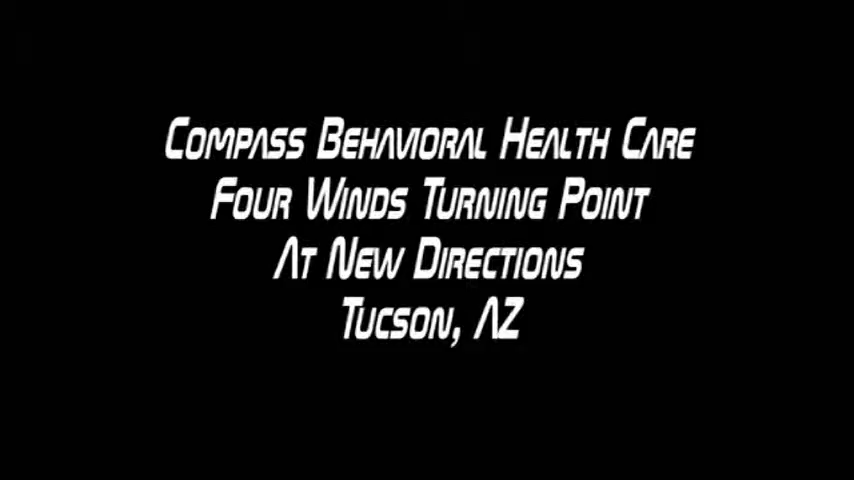 Compass Behavioral Health Care
Four Winds Turning Point
At New Directions
Tucson, AZ